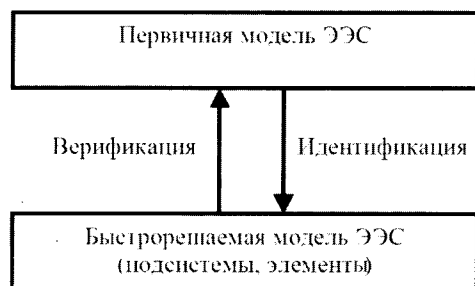 Первичная модель ЭЭС
Верификация
Идентификация
Быстрорешаемая модель ЭЭС
(подсистемы, элементы)